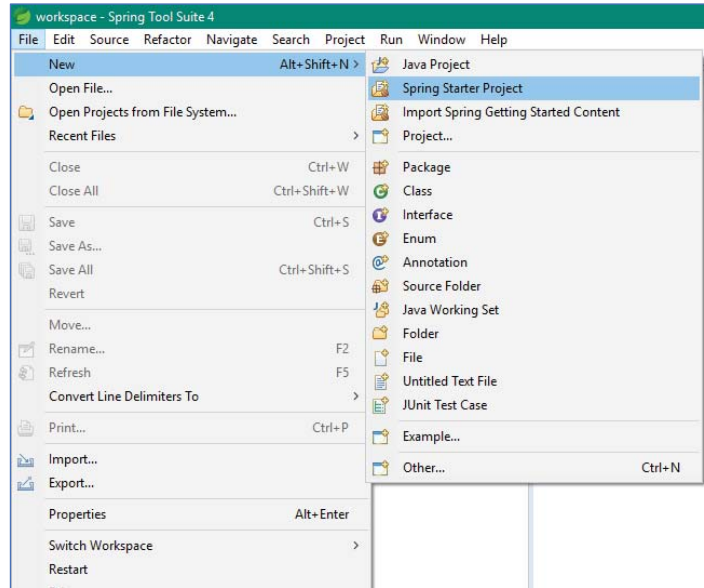 workspace - Spring Tool Suite 4
File Edit Source Refactor Navigate Search Project Run Window Help
New Alt+Shift+N >
Open File...
Open Projects from File System...
Recent Files >
Close Ctrl+W
Close All Ctrl+Shift+W
Save Ctrl+S
Save As...
Save All Ctrl+Shift+S
Revert
Move...
Rename... F2
Refresh F5
Convert Line Delimiters To >
Print... Ctrl+P
Import...
Export...
Properties Alt+Enter
Switch Workspace >
Restart
Java Project
Spring Starter Project
Import Spring Getting Started Content
Project...
Package
Class
Interface
Enum
Annotation
Source Folder
Java Working Set
Folder
File
Untitled Text File
JUnit Test Case
Example...
Other... Ctrl+N